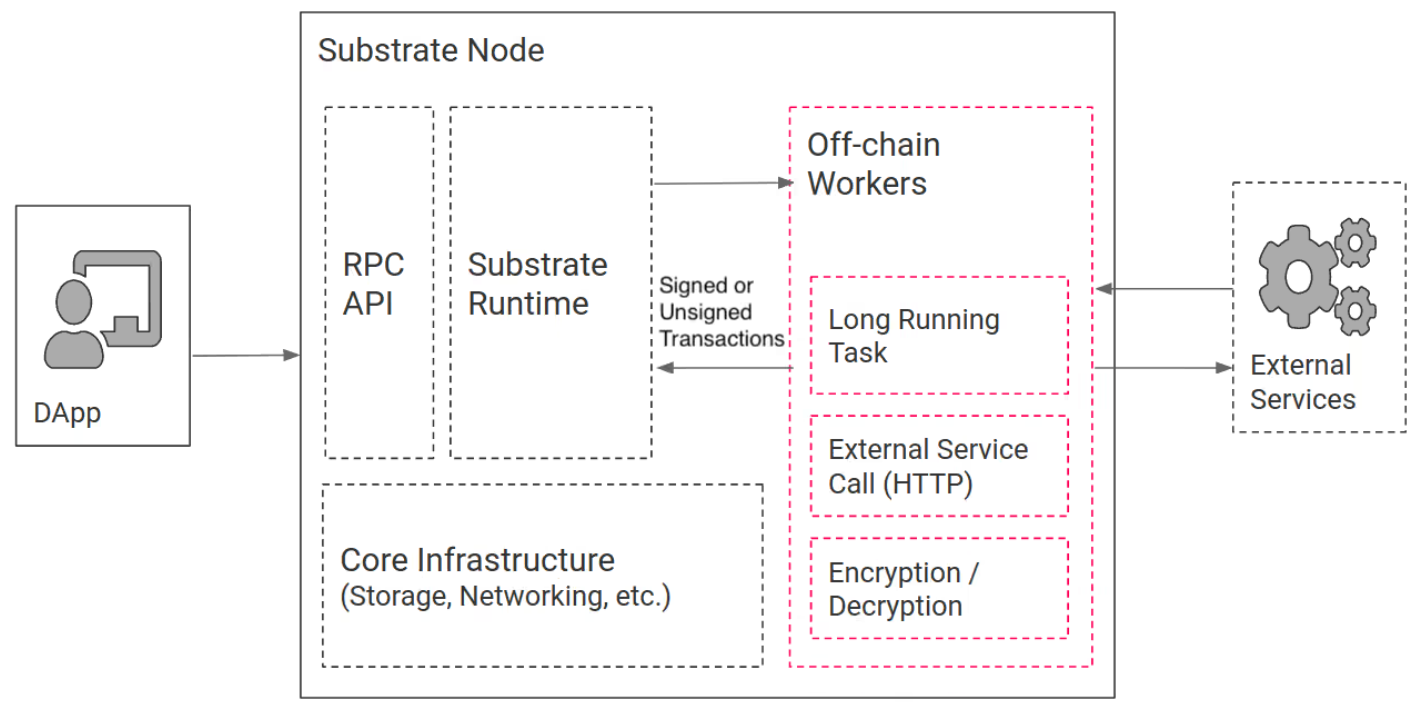 Substrate Node
DApp
RPC
API
Substrate
Runtime
Signed or
Unsigned
Transactions
Off-chain
Workers
Long Running
Task
External Service
Call (HTTP)
Encryption /
Decryption
Core Infrastructure
(Storage, Networking, etc.)
External
Services